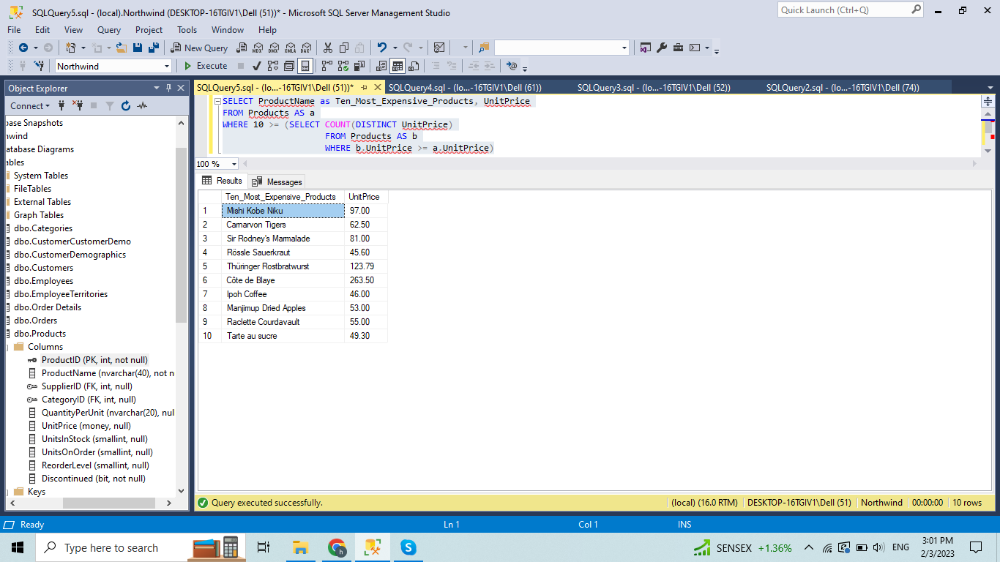 SQLQuery5.sql - (local).Northwind (DESKTOP-16TGIV1\Dell (51))* - Microsoft SQL Server Management Studio
Quick Launch (Ctrl+Q)
File Edit View Query Project Tools Window Help
New Query MDX DMX XMLA DAX
Northwind Execute
Object Explorer
Connect
base Snapshots
hwind
atabase Diagrams
ables
System Tables
FileTables
External Tables
Graph Tables
dbo.Categories
dbo.CustomerCustomerDemo
dbo.CustomerDemographics
dbo.Customers
dbo.Employees
dbo.EmployeeTerritories
dbo.Order Details
dbo.Orders
dbo.Products
Columns
ProductID (PK, int, not null)
ProductName (nvarchar(40), not n
SupplierID (FK, int, null)
CategoryID (FK, int, null)
QuantityPerUnit (nvarchar(20), nul
UnitPrice (money, null)
UnitsInStock (smallint, null)
UnitsOnOrder (smallint, null)
ReorderLevel (smallint, null)
Discontinued (bit, not null)
Keys
SQLQuery5.sql - (lo...-16TGIV1\Dell (51))* SQLQuery4.sql - (lo...-16TGIV1\Dell (61)) SQLQuery3.sql - (lo...-16TGIV1\Dell (52)) SQLQuery2.sql - (lo...-16TGIV1\Dell (74))
SELECT ProductName as Ten_Most_Expensive_Products, UnitPrice
FROM Products AS a
WHERE 10 >= (SELECT COUNT(DISTINCT UnitPrice)
FROM Products AS b
WHERE b.UnitPrice >= a.UnitPrice)
100 %
Results Messages
Ten_Most_Expensive_Products UnitPrice
1 Mishi Kobe Niku 97.00
2 Carnarvon Tigers 62.50
3 Sir Rodney's Marmalade 81.00
4 Rössle Sauerkraut 45.60
5 Thüringer Rostbratwurst 123.79
6 Côte de Blaye 263.50
7 Ipoh Coffee 46.00
8 Manjimup Dried Apples 53.00
9 Raclette Courdavault 55.00
10 Tarte au sucre 49.30
Query executed successfully. (local) (16.0 RTM) DESKTOP-16TGIV1\Dell (51) Northwind 00:00:00 10 rows
Ready Ln 1 Col 1 INS
Type here to search SENSEX +1.36% ENG 3:01 PM
2/3/2023